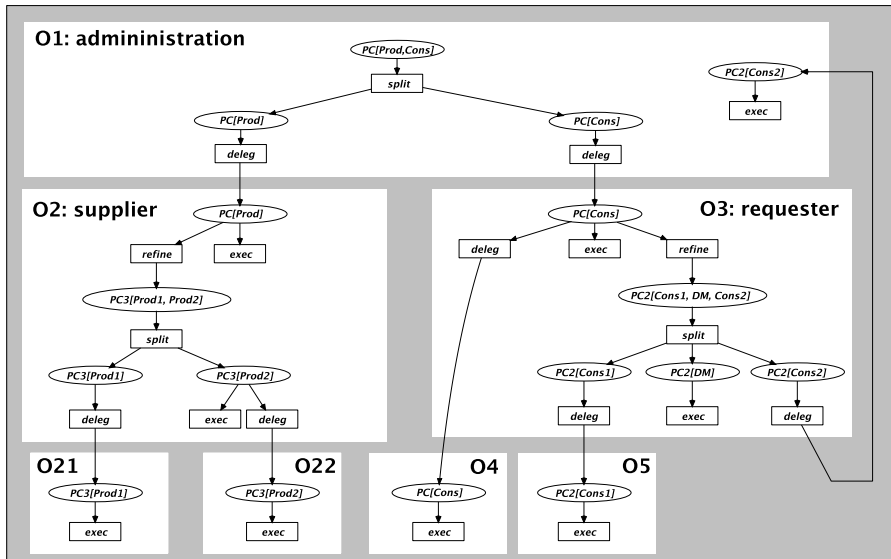 O1: admininistration
PC[Prod,Cons]
split
PC2[Cons2]
exec
PC[Prod]
PC[Cons]
deleg
deleg
O2: supplier
PC[Prod]
refine
exec
PC3[Prod1, Prod2]
split
PC3[Prod1]
PC3[Prod2]
deleg
exec
deleg
O3: requester
PC[Cons]
deleg
exec
refine
PC2[Cons1, DM, Cons2]
split
PC2[Cons1]
PC2[DM]
PC2[Cons2]
deleg
exec
deleg
O21
PC3[Prod1]
exec
O22
PC3[Prod2]
exec
O4
PC[Cons]
exec
O5
PC2[Cons1]
exec